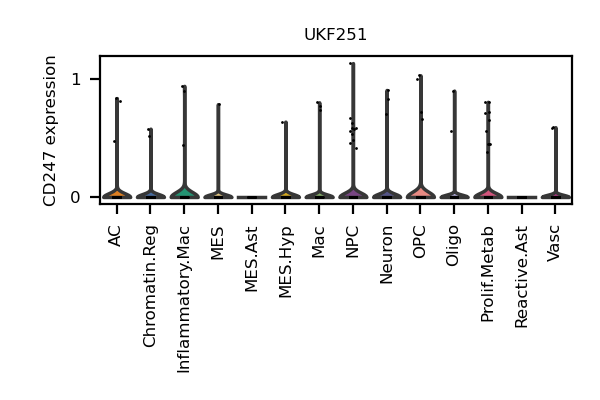 UKF251
CD247 expression
1
0
AC
Chromatin.Reg
Inflammatory.Mac
MES
MES.Ast
MES.Hyp
Mac
NPC
Neuron
OPC
Oligo
Prolif.Metab
Reactive.Ast
Vasc